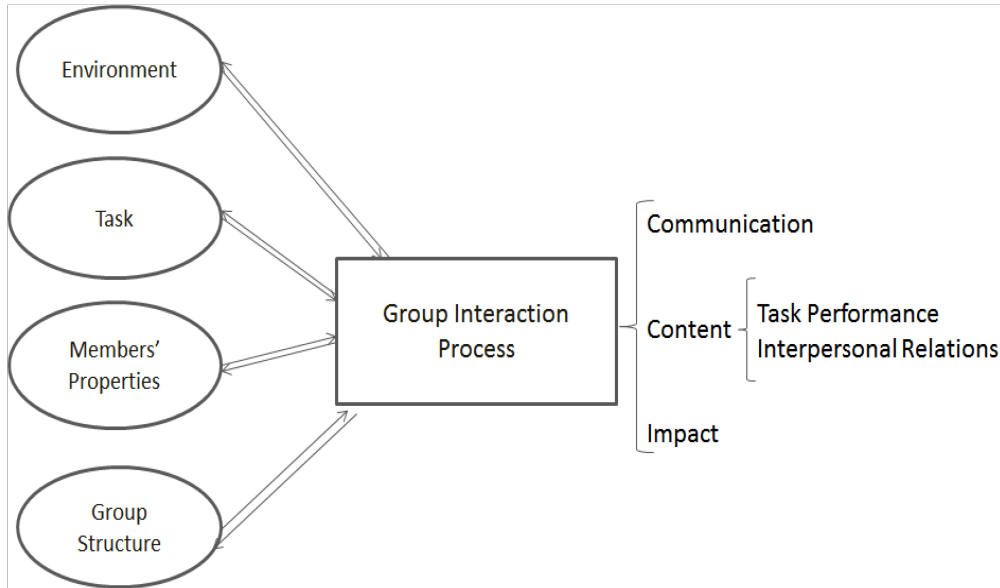 Environment
Task
Members’
Properties
Group
Structure
Group Interaction
Process
Communication
Content
Task Performance
Interpersonal Relations
Impact